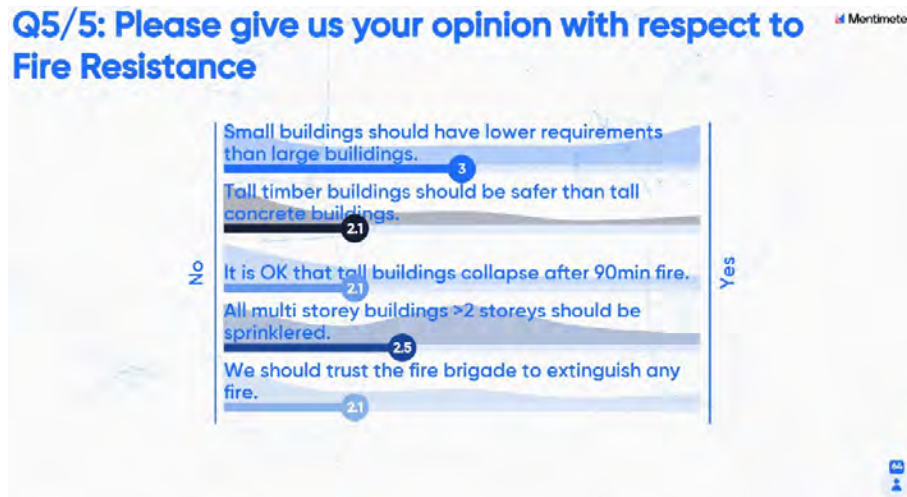 Q5/5: Please give us your opinion with respect to
Fire Resistance
Mentimete
Small buildings should have lower requirements
than large builidings.
3
Tall timber buildings should be safer than tall
concrete buildings.
2.1
No
It is OK that tall buildings collapse after 90min fire.
2.1
Yes
All multi storey buildings >2 storeys should be
sprinklered.
2.5
We should trust the fire brigade to extinguish any
fire.
2.1
64